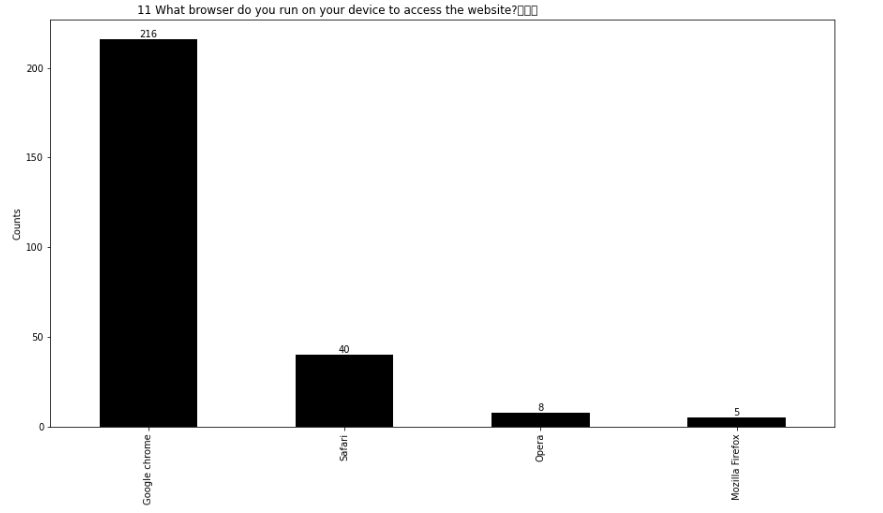 11 What browser do you run on your device to access the website?
216
200
150
100
50
0
Counts
40
8
5
Google chrome
Safari
Opera
Mozilla Firefox